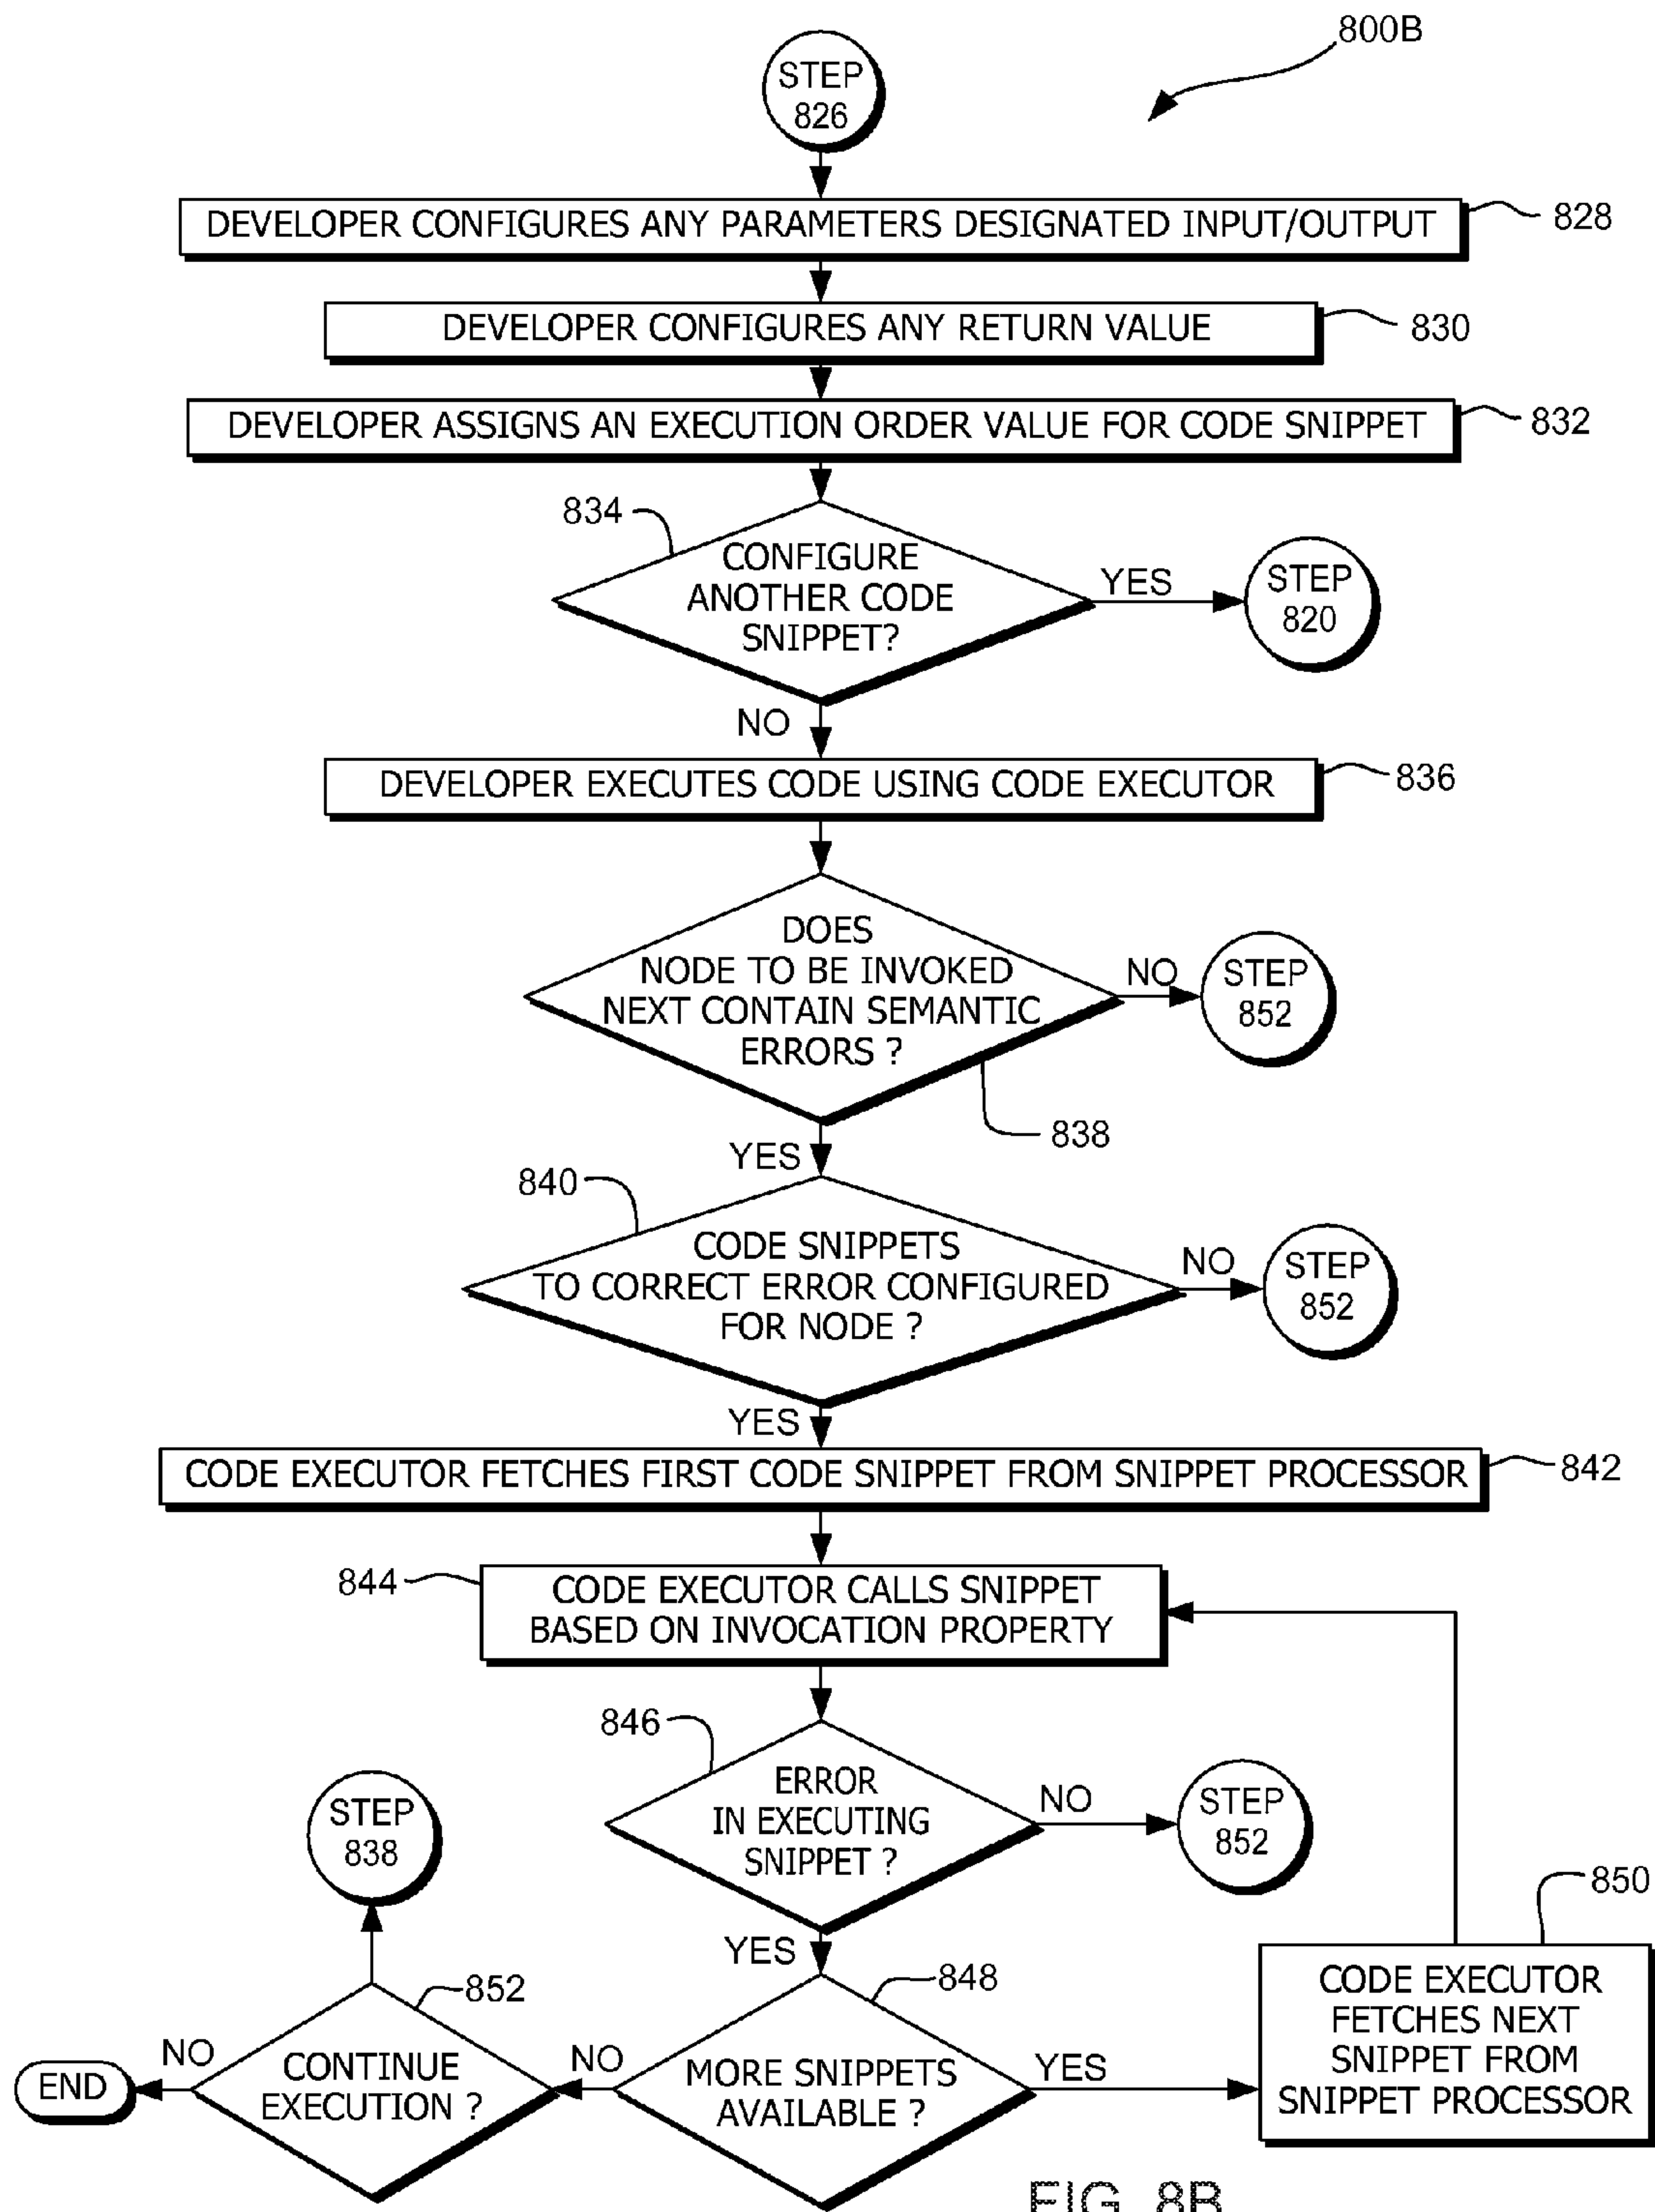 800B
STEP
826
DEVELOPER CONFIGURES ANY PARAMETERS DESIGNATED INPUT/OUTPUT
828
DEVELOPER CONFIGURES ANY RETURN VALUE
830
DEVELOPER ASSIGNS AN EXECUTION ORDER VALUE FOR CODE SNIPPET
832
834
CONFIGURE
ANOTHER CODE
SNIPPET?
YES
STEP
820
NO
DEVELOPER EXECUTES CODE USING CODE EXECUTOR
836
DOES
NODE TO BE INVOKED
NEXT CONTAIN SEMANTIC
ERRORS ?
NO
STEP
852
838
YES
840
CODE SNIPPETS
TO CORRECT ERROR CONFIGURED
FOR NODE ?
NO
STEP
852
YES
CODE EXECUTOR FETCHES FIRST CODE SNIPPET FROM SNIPPET PROCESSOR
842
844
CODE EXECUTOR CALLS SNIPPET
BASED ON INVOCATION PROPERTY
846
ERROR
IN EXECUTING
SNIPPET ?
NO
STEP
852
STEP
838
850
YES
852
848
CODE EXECUTOR
FETCHES NEXT
SNIPPET FROM
SNIPPET PROCESSOR
END
NO
CONTINUE
EXECUTION ?
NO
MORE SNIPPETS
AVAILABLE ?
YES
FIG. 8B